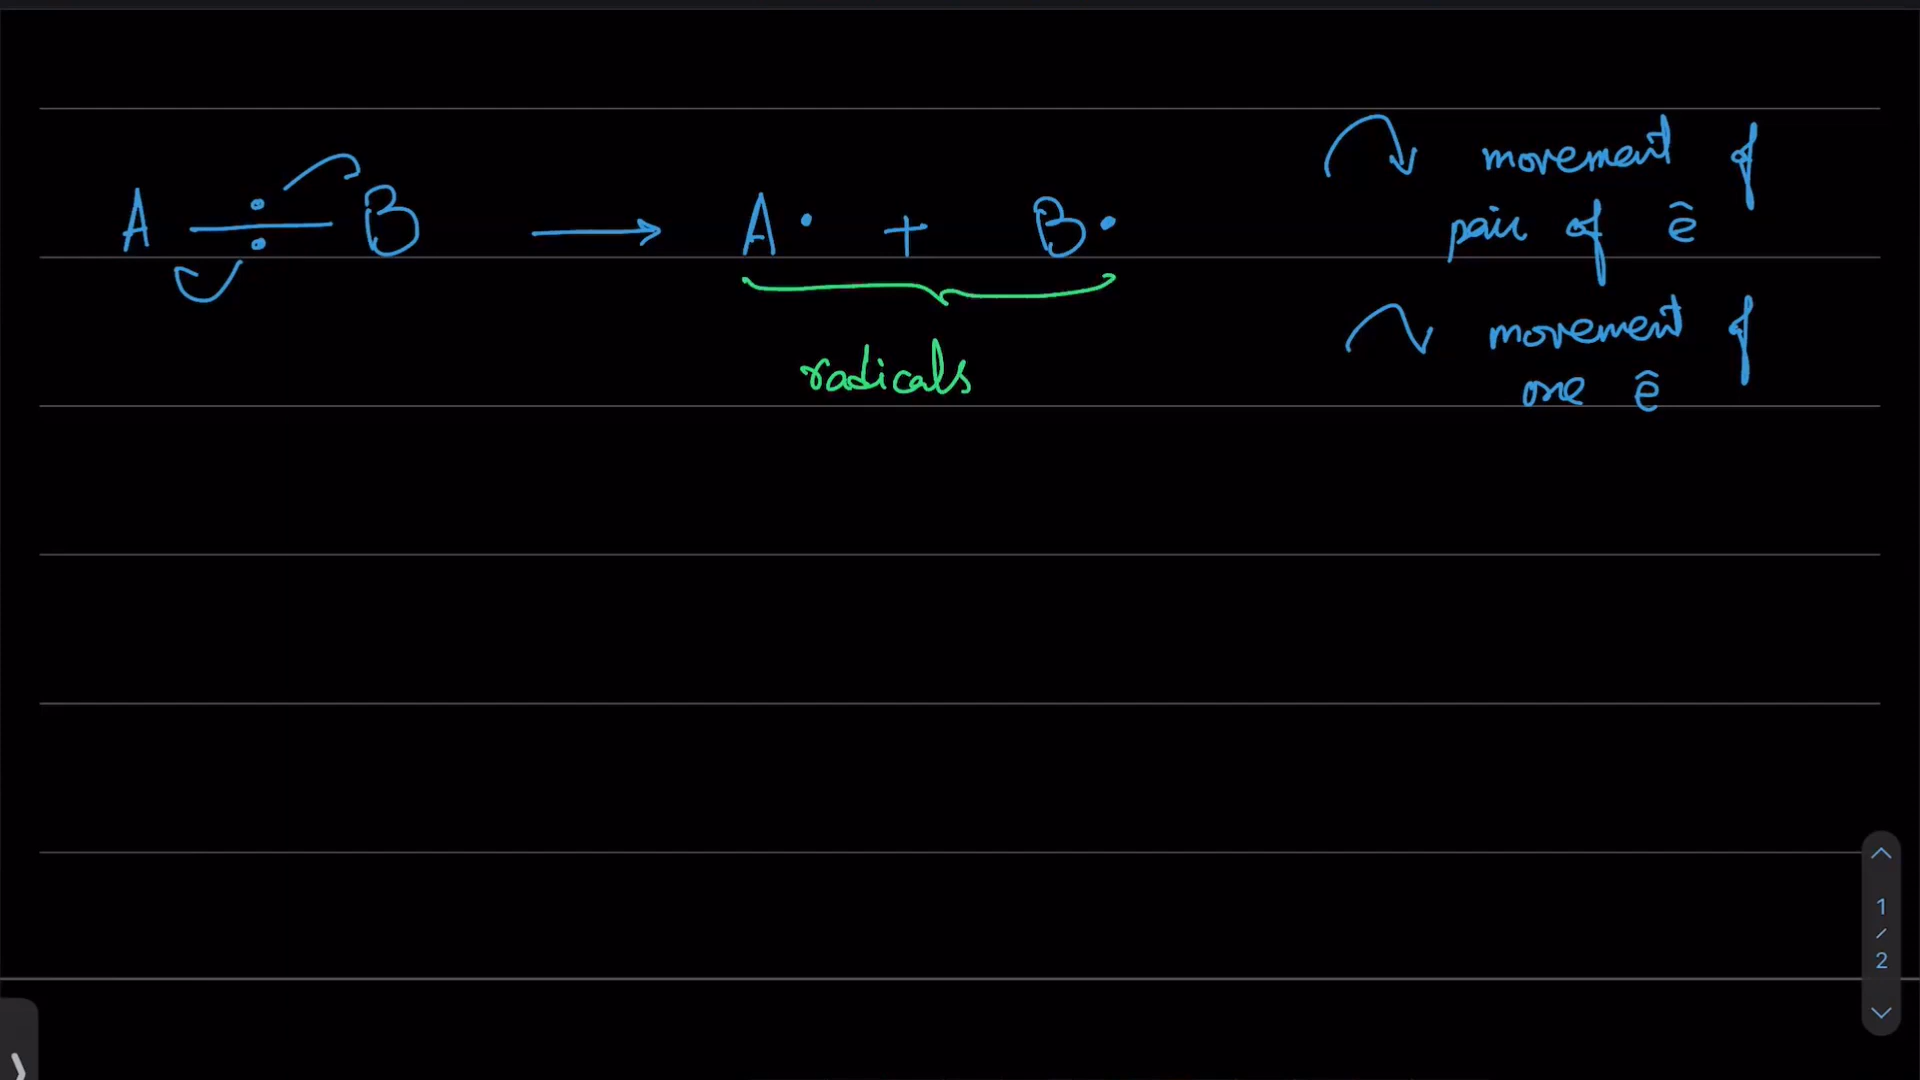 A : B ⟶ A• + B•
radicals
movement of
pair of ê
movement of
one ê
1
/
2